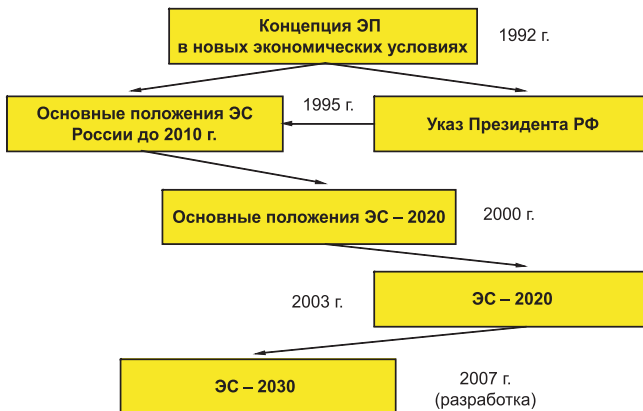 Концепция ЭП
в новых экономических условиях
1992 г.
Основные положения ЭС
России до 2010 г.
1995 г.
Указ Президента РФ
Основные положения ЭС – 2020
2000 г.
2003 г.
ЭС – 2020
ЭС – 2030
2007 г.
(разработка)